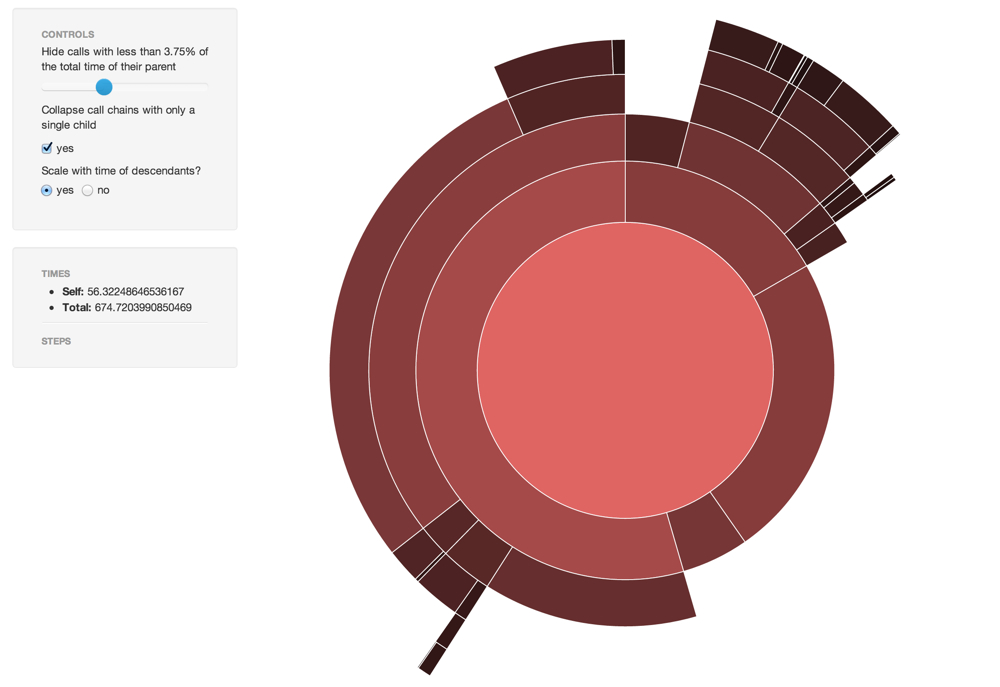 CONTROLS
Hide calls with less than 3.75% of
the total time of their parent
Collapse call chains with only a
single child
yes
Scale with time of descendants?
yes no
TIMES
Self: 56.32248646536167
Total: 674.7203990850469
STEPS